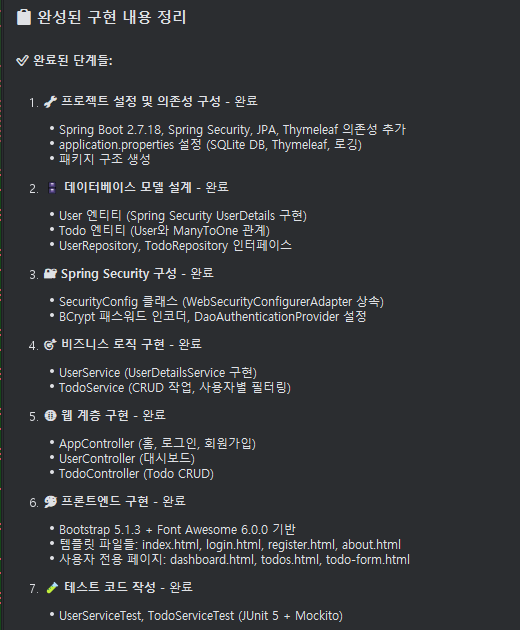 📋 완성된 구현 내용 정리
✅ 완료된 단계들:
1. 🔧 프로젝트 설정 및 의존성 구성 - 완료
• Spring Boot 2.7.18, Spring Security, JPA, Thymeleaf 의존성 추가
• application.properties 설정 (SQLite DB, Thymeleaf, 로깅)
• 패키지 구조 생성
2. 🗄 데이터베이스 모델 설계 - 완료
• User 엔티티 (Spring Security UserDetails 구현)
• Todo 엔티티 (User와 ManyToOne 관계)
• UserRepository, TodoRepository 인터페이스
3. 🔐 Spring Security 구성 - 완료
• SecurityConfig 클래스 (WebSecurityConfigurerAdapter 상속)
• BCrypt 패스워드 인코더, DaoAuthenticationProvider 설정
4. 🎯 비즈니스 로직 구현 - 완료
• UserService (UserDetailsService 구현)
• TodoService (CRUD 작업, 사용자별 필터링)
5. 🌐 웹 계층 구현 - 완료
• AppController (홈, 로그인, 회원가입)
• UserController (대시보드)
• TodoController (Todo CRUD)
6. 🎨 프론트엔드 구현 - 완료
• Bootstrap 5.1.3 + Font Awesome 6.0.0 기반
• 템플릿 파일들: index.html, login.html, register.html, about.html
• 사용자 전용 페이지: dashboard.html, todos.html, todo-form.html
7. 🧪 테스트 코드 작성 - 완료
• UserServiceTest, TodoServiceTest (JUnit 5 + Mockito)